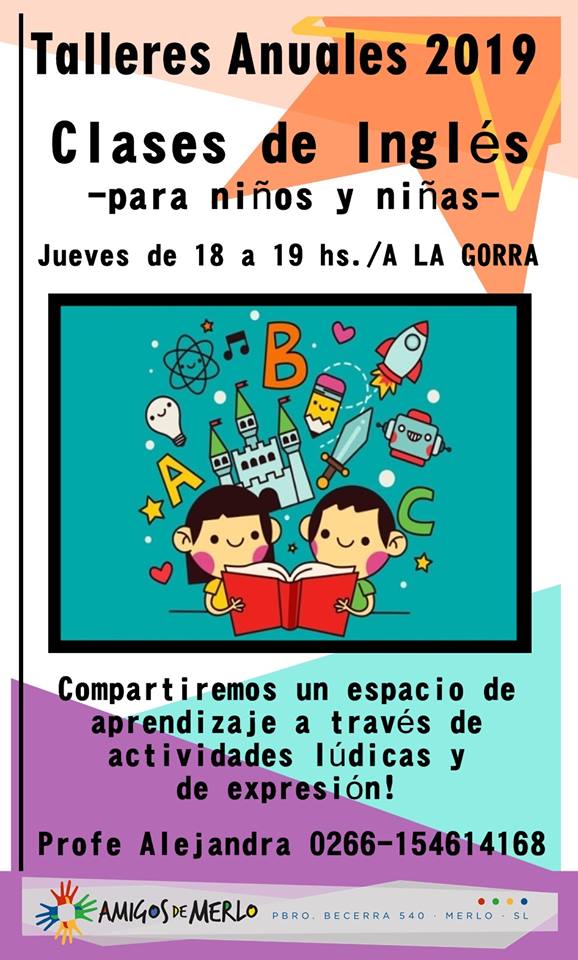 Talleres Anuales 2019
Clases de Inglés
-para niños y niñas-
Jueves de 18 a 19 hs./A LA GORRA
B
A
C
Compartiremos un espacio de
aprendizaje a través de
actividades lúdicas y
de expresión!
Profe Alejandra 0266-154614168
AMIGOS DE MERLO PBRO. BECERRA 540 · MERLO · SL